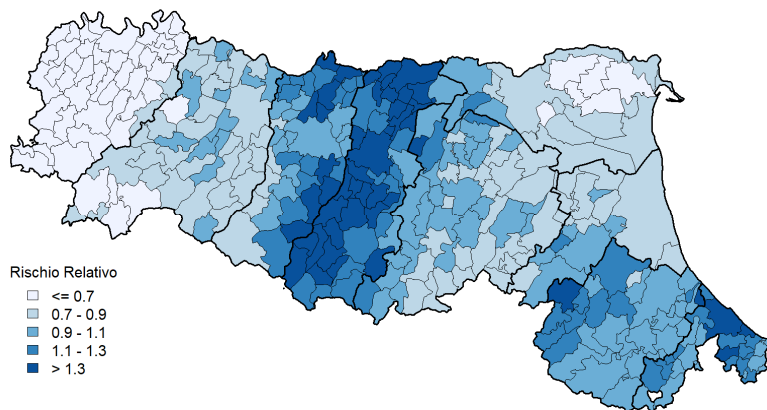 Rischio Relativo
<= 0.7
0.7 - 0.9
0.9 - 1.1
1.1 - 1.3
> 1.3